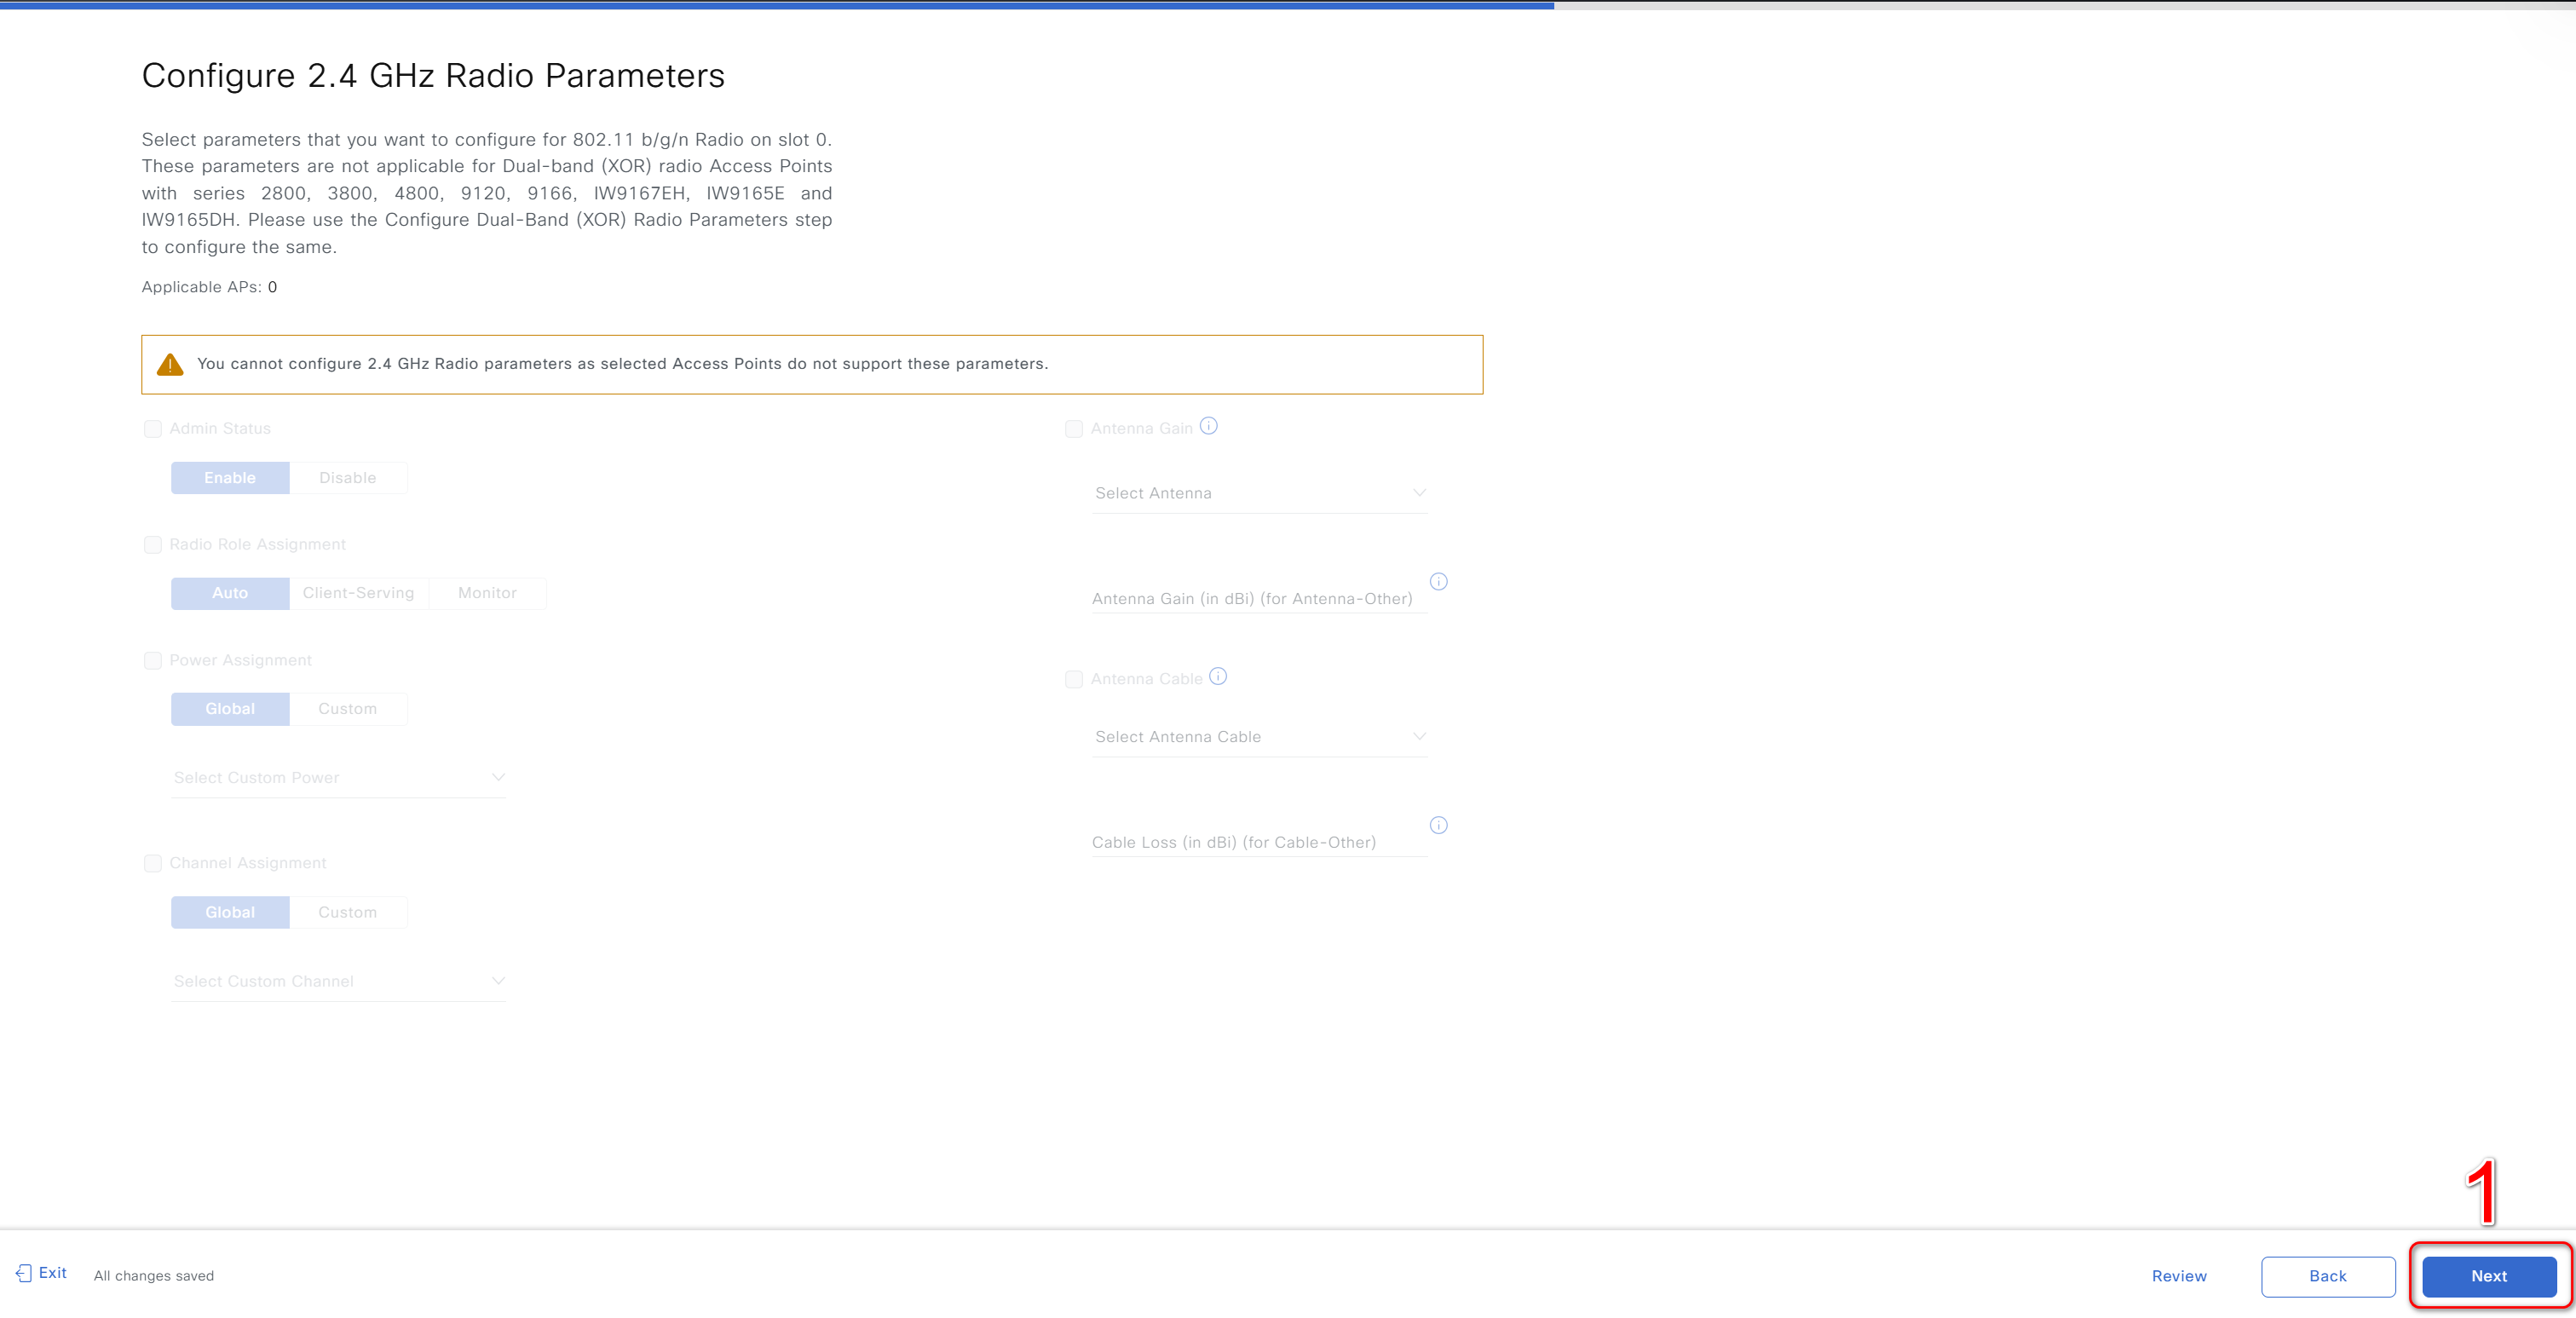 Configure 2.4 GHz Radio Parameters
Select parameters that you want to configure for 802.11 b/g/n Radio on slot 0.
These parameters are not applicable for Dual-band (XOR) radio Access Points
with series 2800, 3800, 4800, 9120, 9166, IW9167EH, IW9165E and
IW9165DH. Please use the Configure Dual-Band (XOR) Radio Parameters step
to configure the same.
Applicable APs: 0
You cannot configure 2.4 GHz Radio parameters as selected Access Points do not support these parameters.
Admin Status
Enable Disable
Radio Role Assignment
Auto Client-Serving Monitor
Power Assignment
Global Custom
Select Custom Power
Channel Assignment
Global Custom
Select Custom Channel
Antenna Gain
Select Antenna
Antenna Gain (in dBi) (for Antenna-Other)
Antenna Cable
Select Antenna Cable
Cable Loss (in dBi) (for Cable-Other)
1
Exit All changes saved Review Back Next